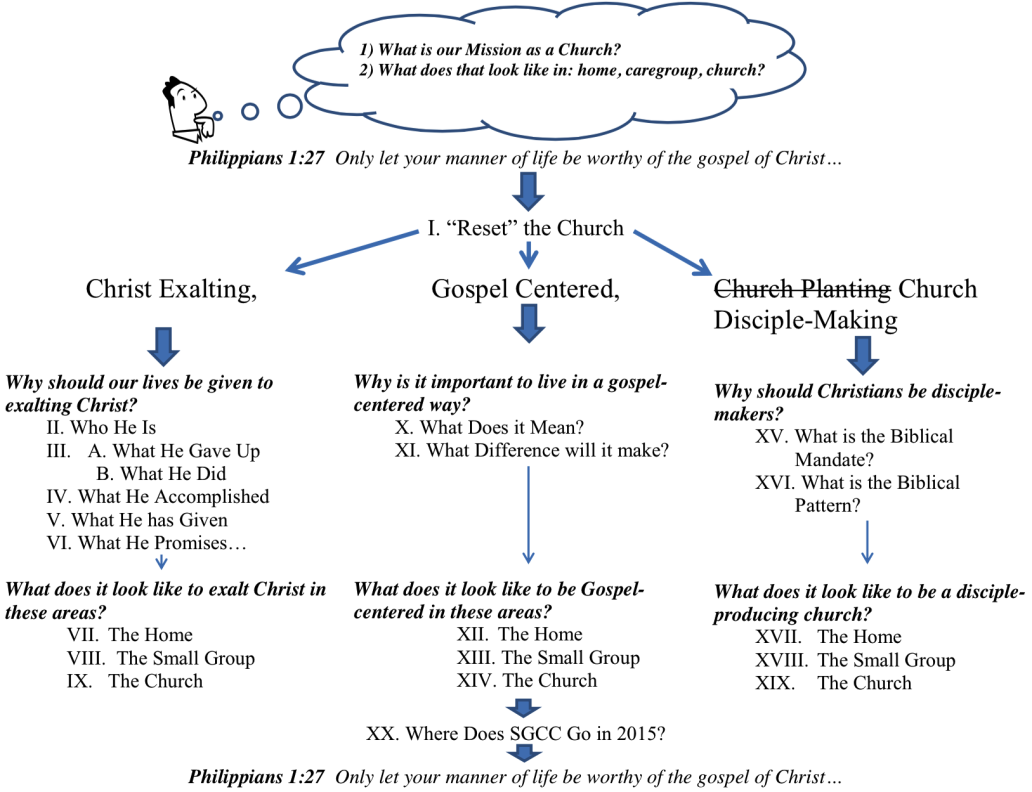 1) What is our Mission as a Church?
2) What does that look like in: home, caregroup, church?
Philippians 1:27 Only let your manner of life be worthy of the gospel of Christ…
I. “Reset” the Church
Christ Exalting,
Why should our lives be given to
exalting Christ?
II. Who He Is
III. A. What He Gave Up
B. What He Did
IV. What He Accomplished
V. What He has Given
VI. What He Promises…
What does it look like to exalt Christ in
these areas?
VII. The Home
VIII. The Small Group
IX. The Church
Gospel Centered,
Why is it important to live in a gospel-
centered way?
X. What Does it Mean?
XI. What Difference will it make?
What does it look like to be Gospel-
centered in these areas?
XII. The Home
XIII. The Small Group
XIV. The Church
Church Planting Church
Disciple-Making
Why should Christians be disciple-
makers?
XV. What is the Biblical
Mandate?
XVI. What is the Biblical
Pattern?
What does it look like to be a disciple-
producing church?
XVII. The Home
XVIII. The Small Group
XIX. The Church
XX. Where Does SGCC Go in 2015?
Philippians 1:27 Only let your manner of life be worthy of the gospel of Christ…